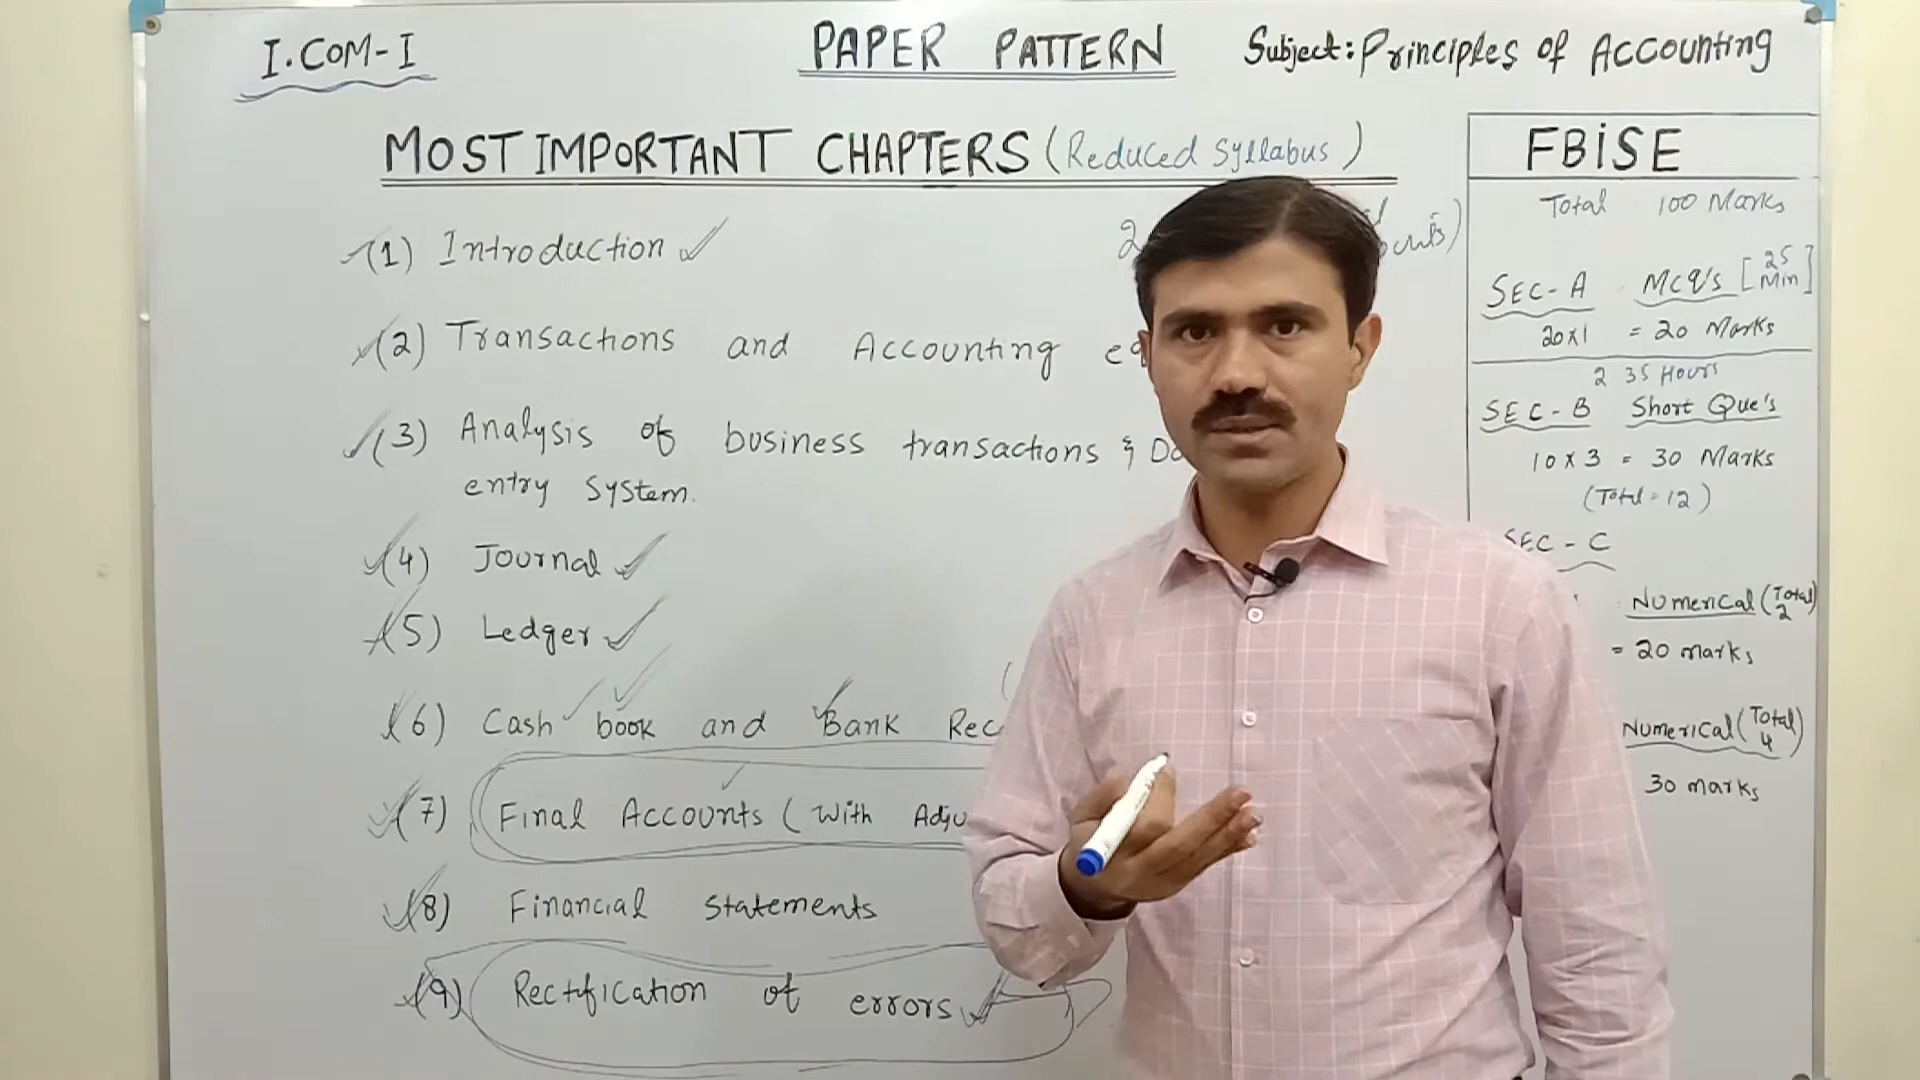 I.COM-I
PAPER PATTERN
Subject: Principles of Accounting
MOST IMPORTANT CHAPTERS (Reduced Syllabus)
(1) Introduction
(2) Transactions and Accounting
(3) Analysis of business transactions &
entry system.
(4) Journal
(5) Ledger
(6) Cash book and Bank
(7) Final Accounts (With
(8) Financial statements
(9) Rectification of errors
FBiSE
Total 100 Marks
SEC-A MCQ's [25 Min]
20x1 = 20 Marks
2 35 Hours
SEC-B Short Que's
10 x 3 = 30 Marks
(Total = 12)
SEC-C
Numerical (Total 2
= 20 marks
Numerical (Total 4)
30 marks